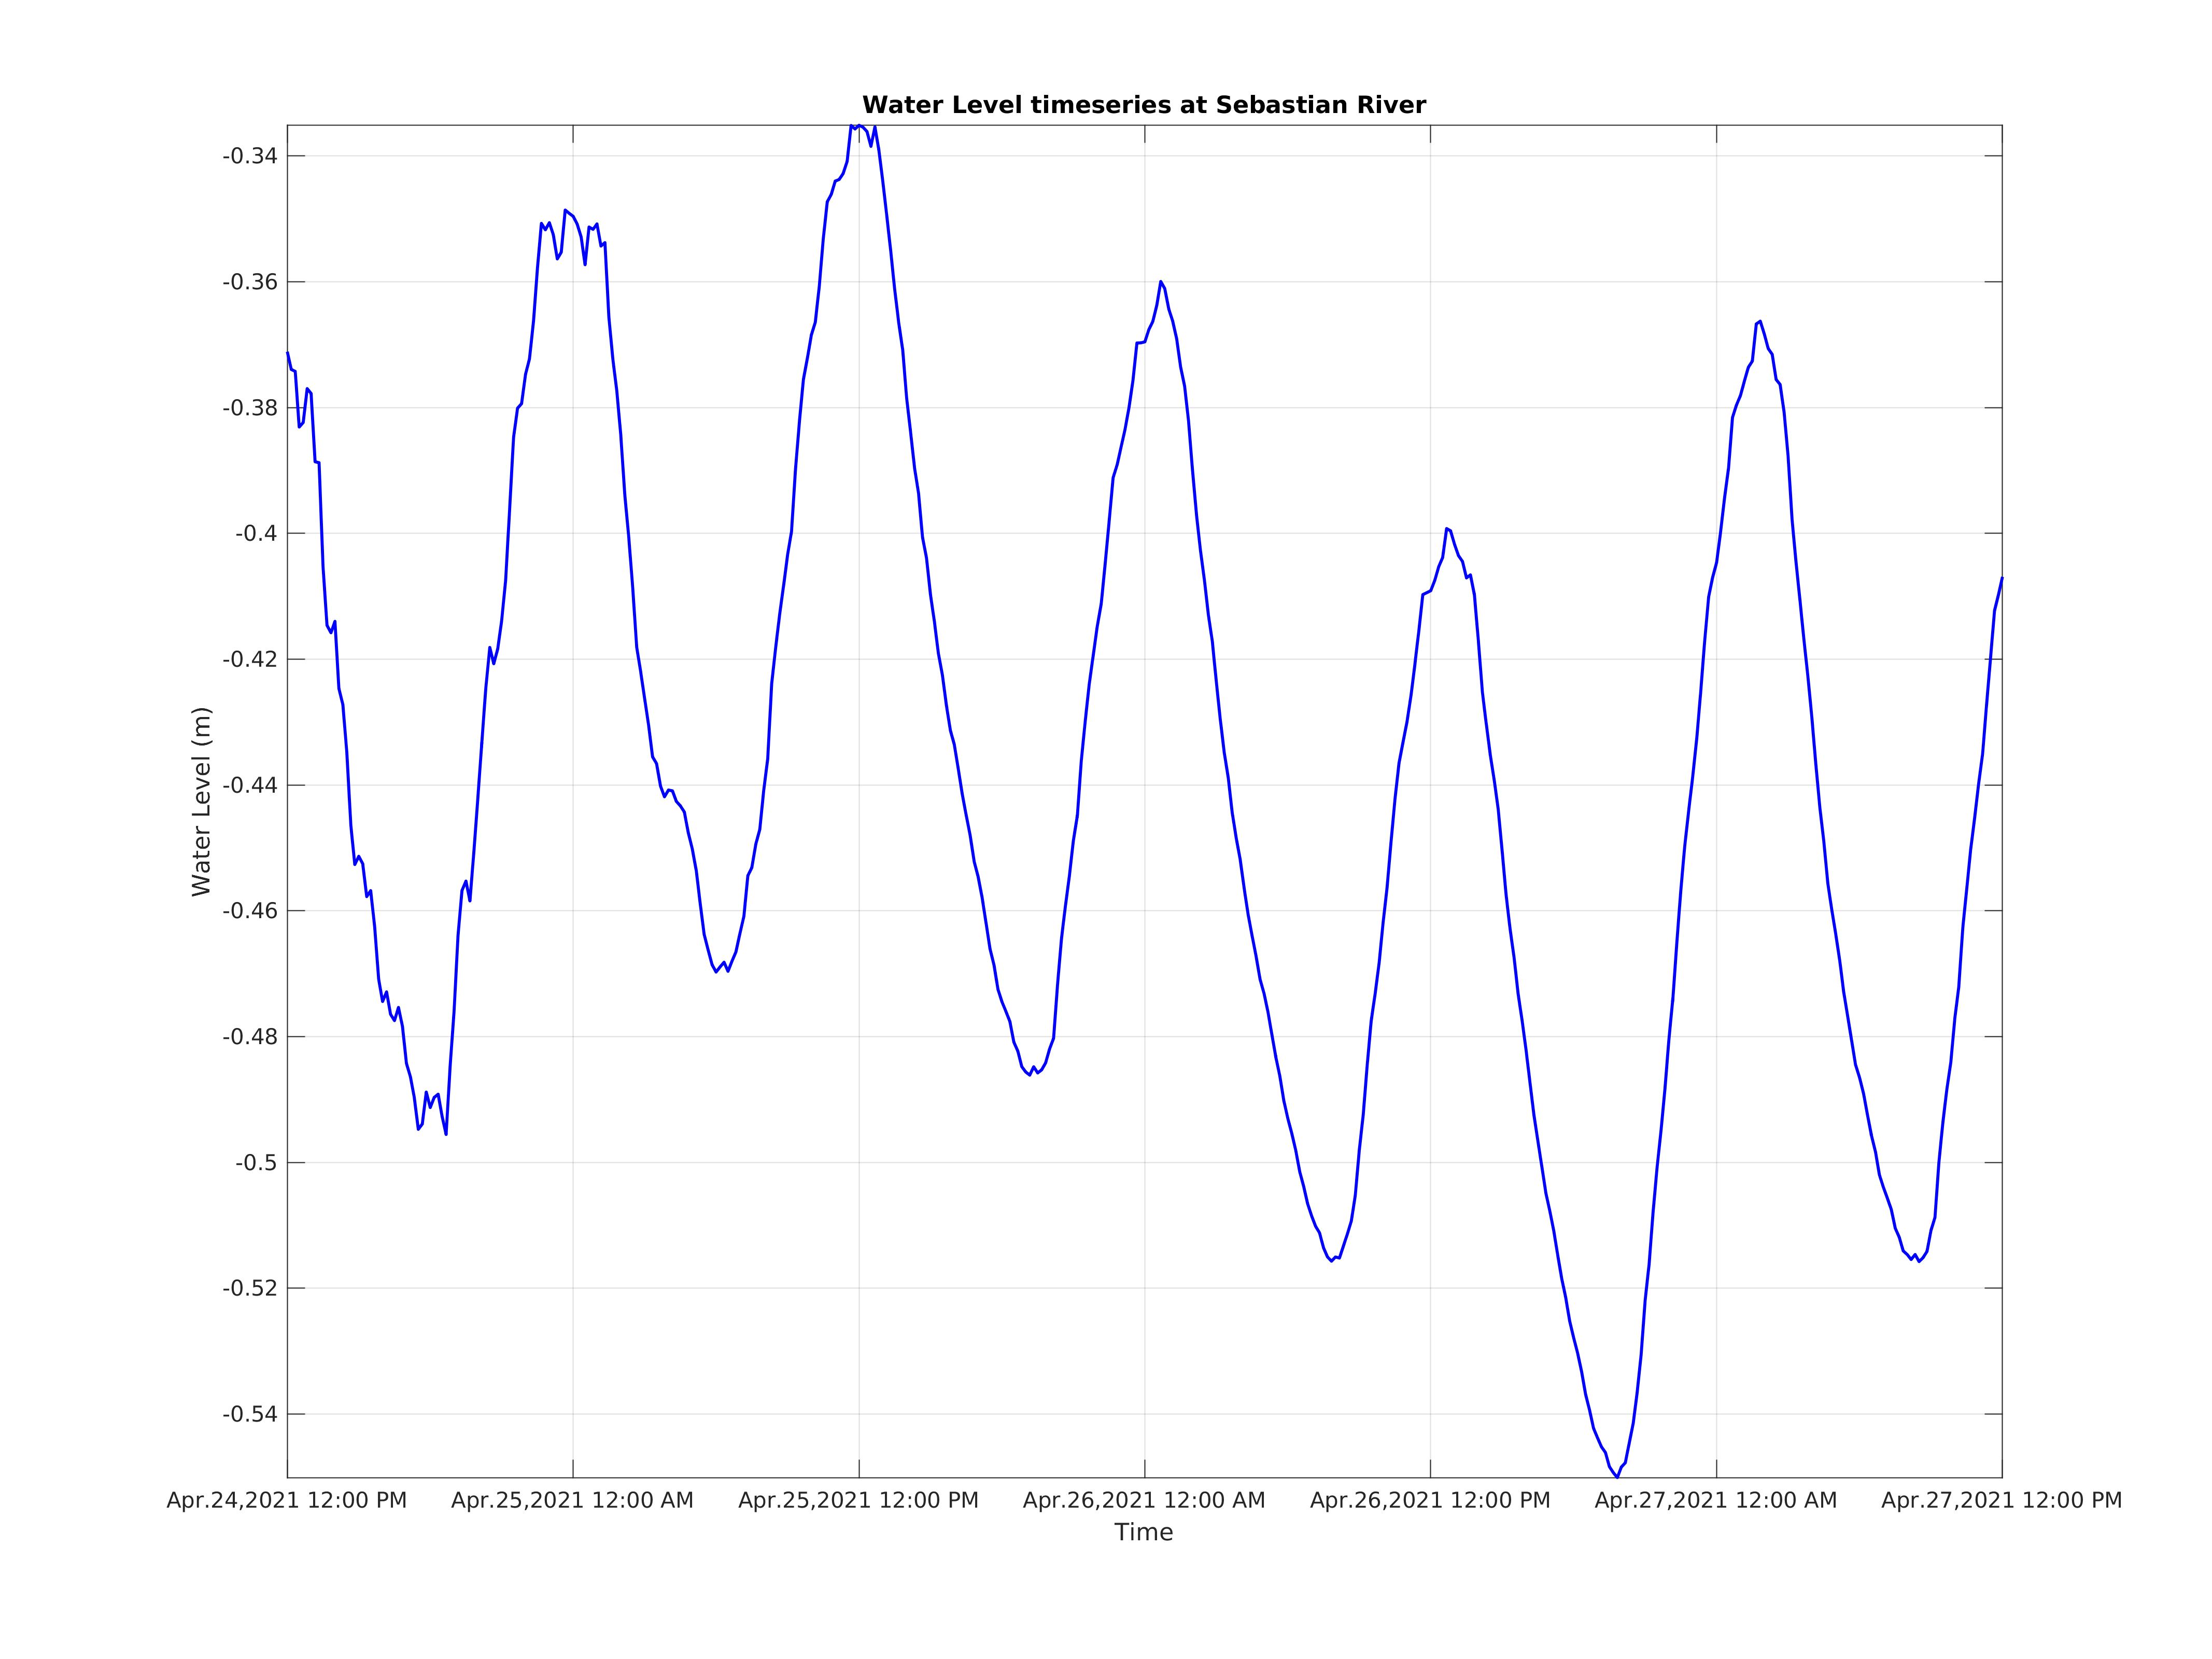 Water Level timeseries at Sebastian River
-0.34
-0.36
-0.38
-0.4
-0.42
-0.44
-0.46
-0.48
-0.5
-0.52
-0.54
Water Level (m)
Apr.24,2021 12:00 PM Apr.25,2021 12:00 AM Apr.25,2021 12:00 PM Apr.26,2021 12:00 AM Apr.26,2021 12:00 PM Apr.27,2021 12:00 AM Apr.27,2021 12:00 PM
Time